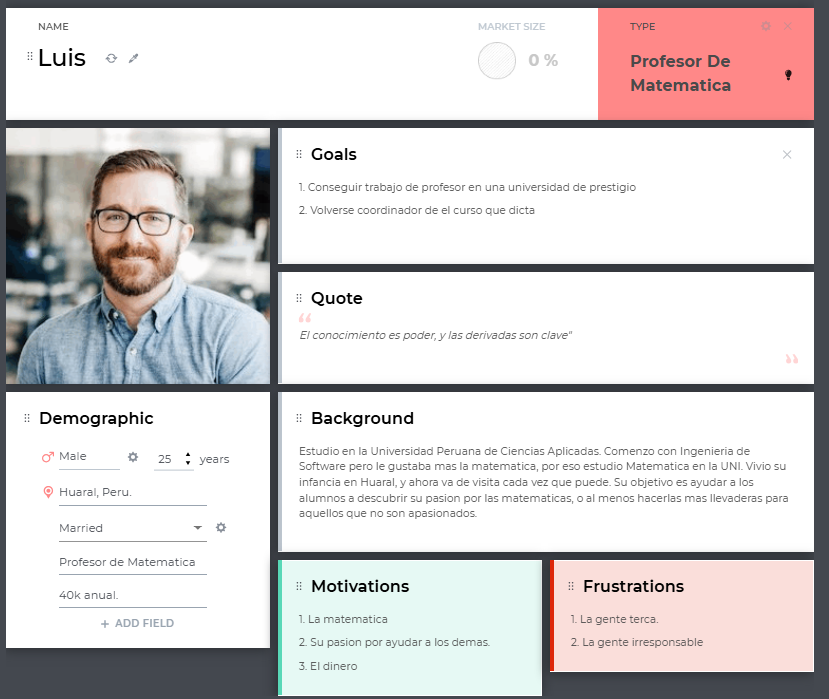 NAME
Luis
MARKET SIZE
0 %
TYPE
Profesor De
Matematica
Goals
1. Conseguir trabajo de profesor en una universidad de prestigio
2. Volverse coordinador de el curso que dicta
Quote
“
El conocimiento es poder, y las derivadas son clave"
”
Demographic
Male
25 years
Huaral, Peru.
Married
Profesor de Matematica
40k anual.
+ ADD FIELD
Background
Estudio en la Universidad Peruana de Ciencias Aplicadas. Comenzo con Ingenieria de
Software pero le gustaba mas la matematica, por eso estudio Matematica en la UNI. Vivio su
infancia en Huaral, y ahora va de visita cada vez que puede. Su objetivo es ayudar a los
alumnos a descubrir su pasion por las matematicas, o al menos hacerlas mas llevaderas para
aquellos que no son apasionados.
Motivations
1. La matematica
2. Su pasion por ayudar a los demas.
3. El dinero
Frustrations
1. La gente terca.
2. La gente irresponsable